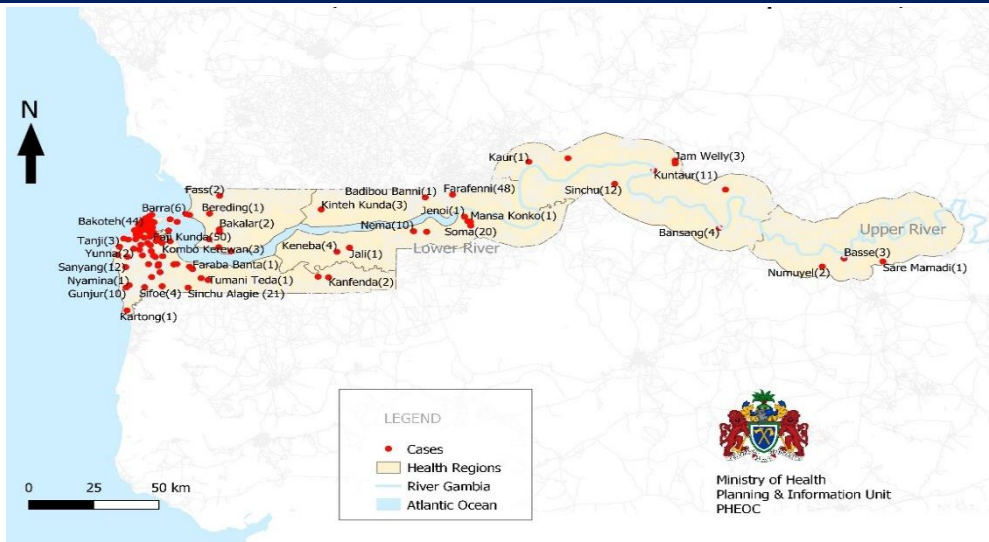 N
Kaur(1)
Jam Welly(3)
Kuntaur(11)
Fass(2)
Badibou Banni(1)
Farafenni(48)
Sinchu(12)
Barra(6)
Bereding(1)
Kinteh Kunda(3)
Jenoi(1)
Mansa Konko(1)
Bakoteh(44)
Bakalar(2)
Nema(10)
Soma(20)
Bansang(4)
Upper River
Tanji(3)
Kunda(50)
Yunna(2)
Kombo Kerewan(3)
Keneba(4)
Jali(1)
Lower River
Basse(3)
Sanyang(12)
Faraba Banta(1)
Numuyel(2)
Sare Mamadi(1)
Nyamina(1)
Tumani Teda(1)
Kanfenda(2)
Gunjur(10)
Sifoe(4)
Sinchu Alagie (21)
Kartong(1)
LEGEND
Cases
Health Regions
River Gambia
Atlantic Ocean
0 25 50 km
Ministry of Health
Planning & Information Unit
PHEOC